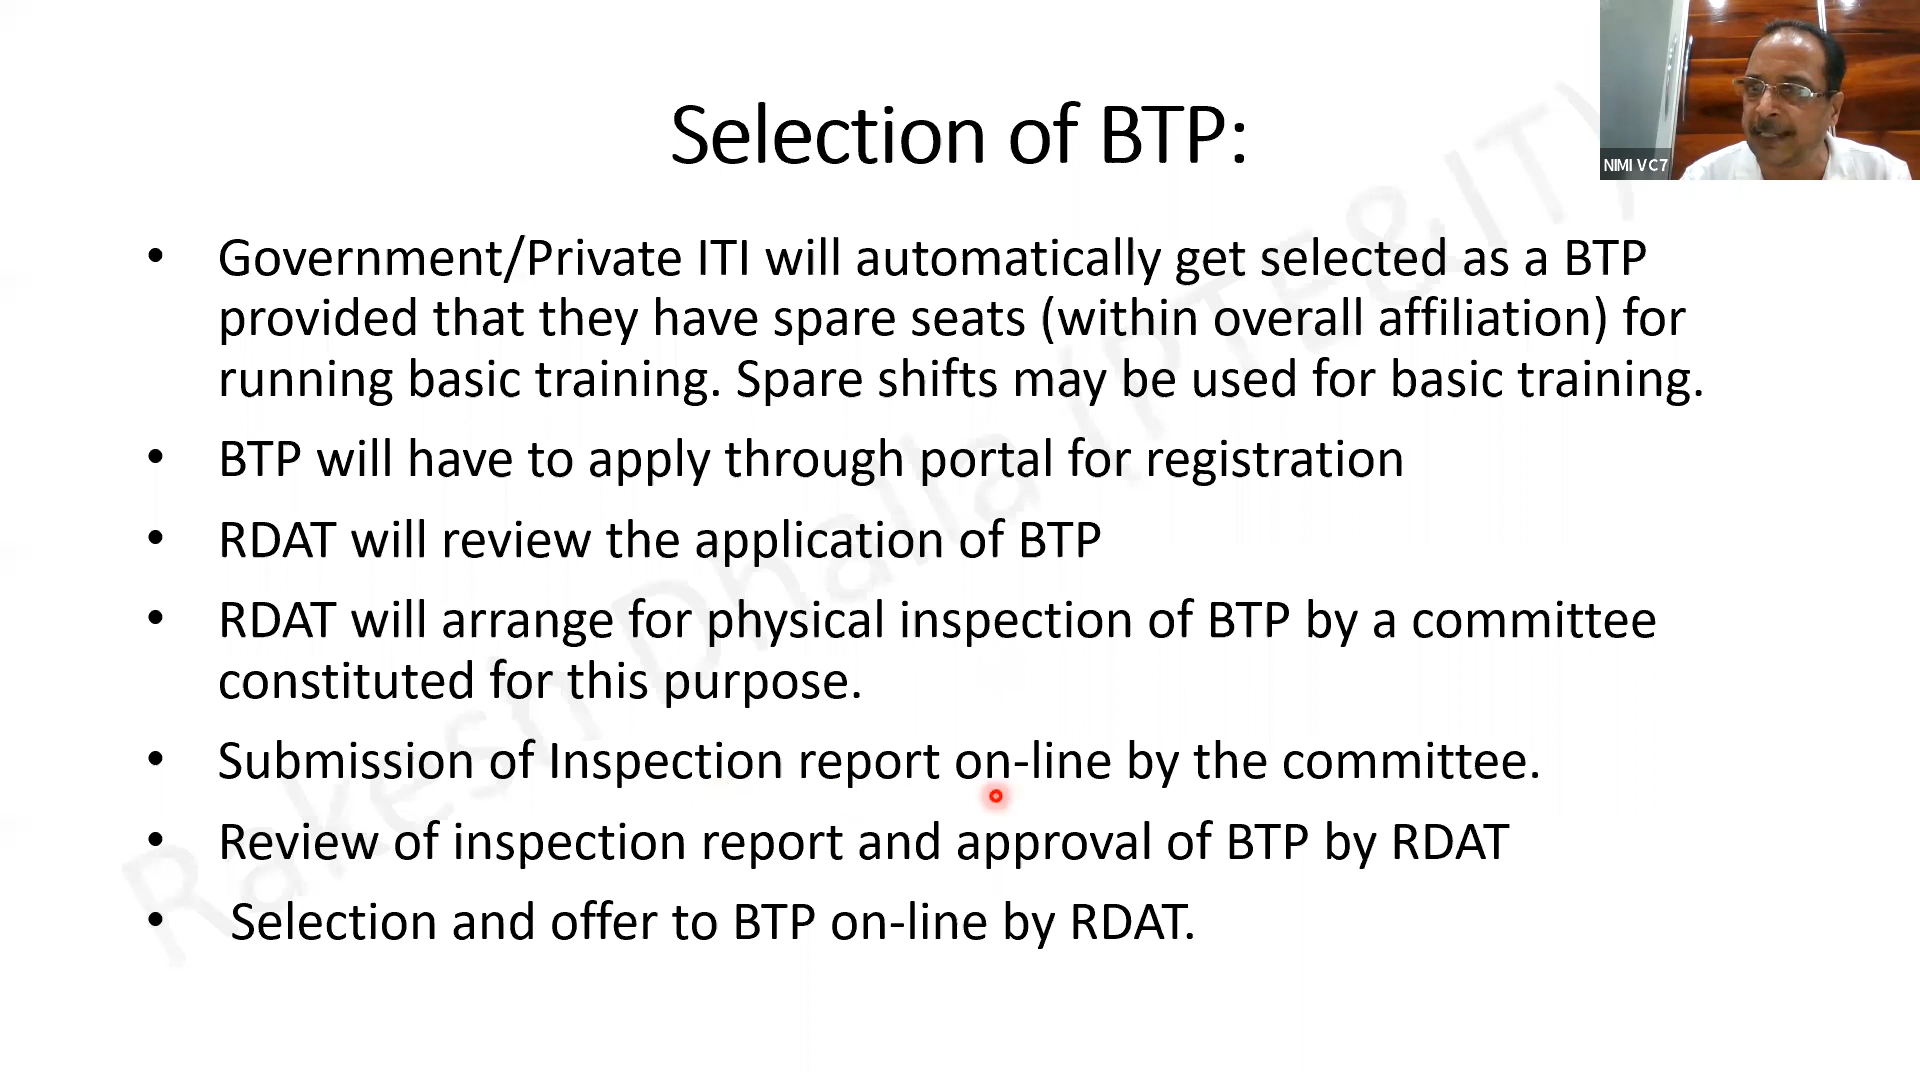 Selection of BTP:
NIMI VC7
• Government/Private ITI will automatically get selected as a BTP
provided that they have spare seats (within overall affiliation) for
running basic training. Spare shifts may be used for basic training.
• BTP will have to apply through portal for registration
• RDAT will review the application of BTP
• RDAT will arrange for physical inspection of BTP by a committee
constituted for this purpose.
• Submission of Inspection report on-line by the committee.
• Review of inspection report and approval of BTP by RDAT
• Selection and offer to BTP on-line by RDAT.
Rakesh Dhalla (PTE&IT)